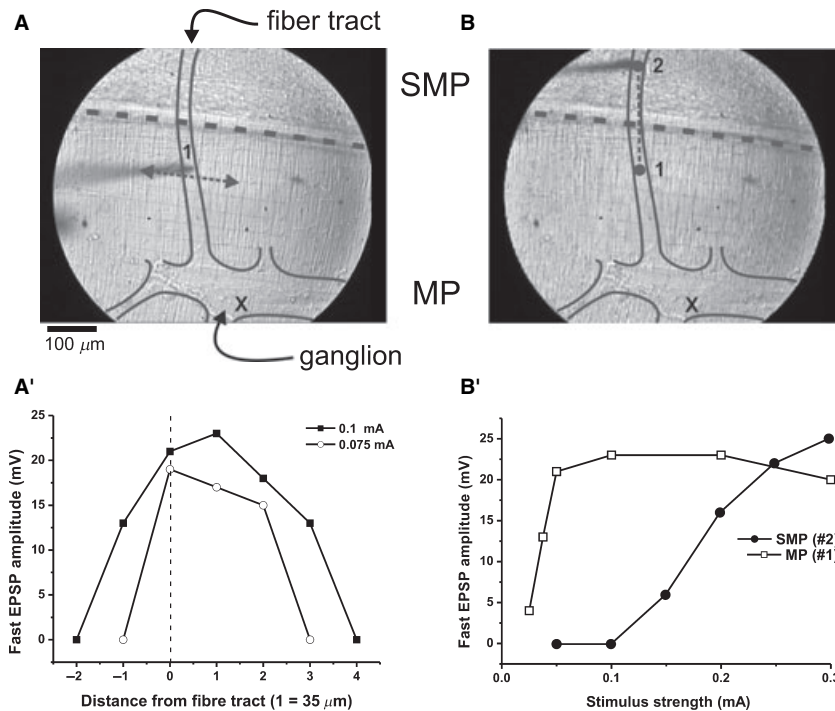 A
fiber tract
B
SMP
2
1
1
MP
X
X
100 μm
ganglion
A'
B'
25
20
15
10
5
0
Fast EPSP amplitude (mV)
0.1 mA
0.075 mA
−2 −1 0 1 2 3 4
Distance from fibre tract (1 = 35 μm)
25
20
15
10
5
0
Fast EPSP amplitude (mV)
SMP (#2)
MP (#1)
0.0 0.1 0.2 0.3
Stimulus strength (mA)